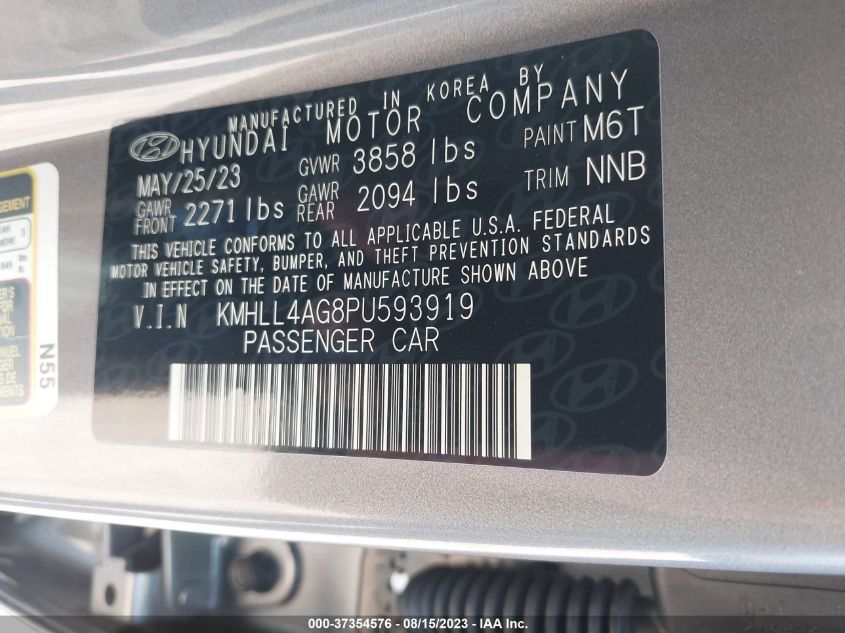 MANUFACTURED IN KOREA BY
HYUNDAI MOTOR COMPANY
MAY/25/23 GVWR 3858 lbs PAINT M6T
GAWR FRONT 2271 lbs GAWR REAR 2094 lbs TRIM NNB
THIS VEHICLE CONFORMS TO ALL APPLICABLE U.S.A. FEDERAL
MOTOR VEHICLE SAFETY, BUMPER, AND THEFT PREVENTION STANDARDS
IN EFFECT ON THE DATE OF MANUFACTURE SHOWN ABOVE
V.I.N KMHLL4AG8PU593919
PASSENGER CAR
N55
000-37354576 - 08/15/2023 - IAA Inc.